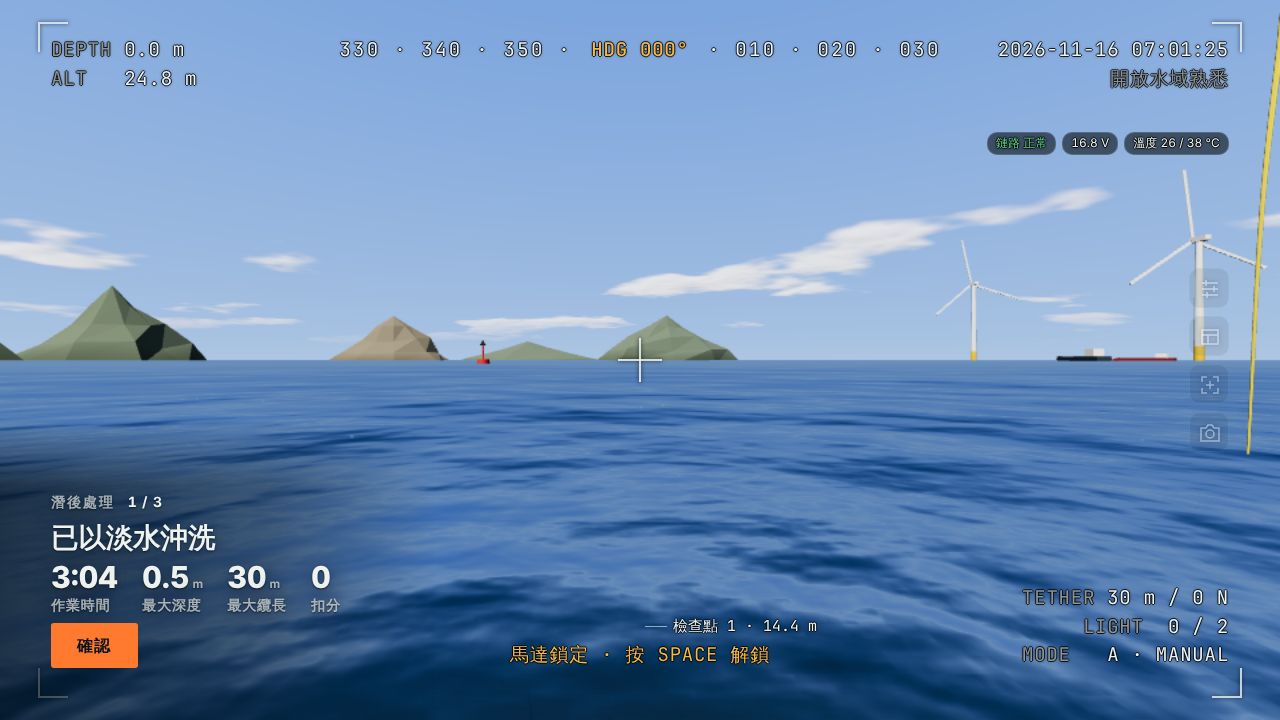 DEPTH 0.0 m
ALT 24.8 m
330 · 340 · 350 · HDG 000° · 010 · 020 · 030
2026-11-16 07:01:25
開放水域熟悉
鏈路 正常
16.8 V
溫度 26 / 38 °C
潛後處理 1 / 3
已以淡水沖洗
3:04 0.5 m 30 m 0
作業時間 最大深度 最大纜長 扣分
確認
檢查點 1 · 14.4 m
馬達鎖定 · 按 SPACE 解鎖
TETHER 30 m / 0 N
LIGHT 0 / 2
MODE A · MANUAL